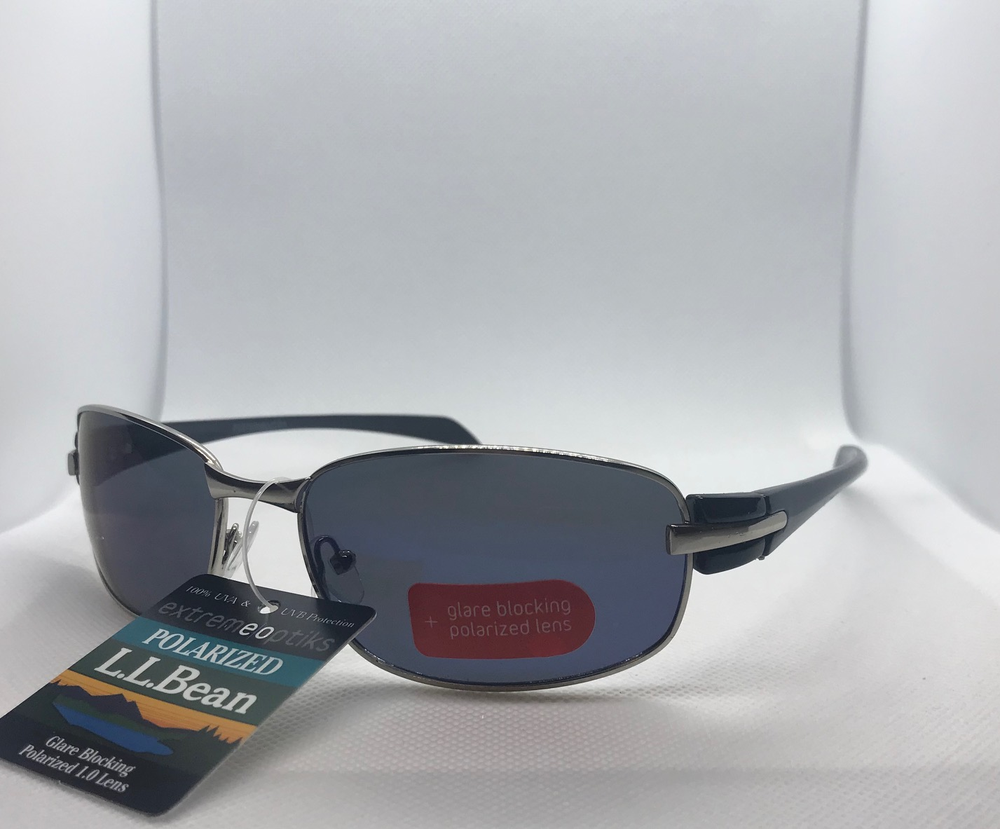 100% UVA & UVB Protection
extremeoptiks
POLARIZED
L.L.Bean
Glare Blocking
Polarized 1.0 Lens
+ glare blocking
polarized lens